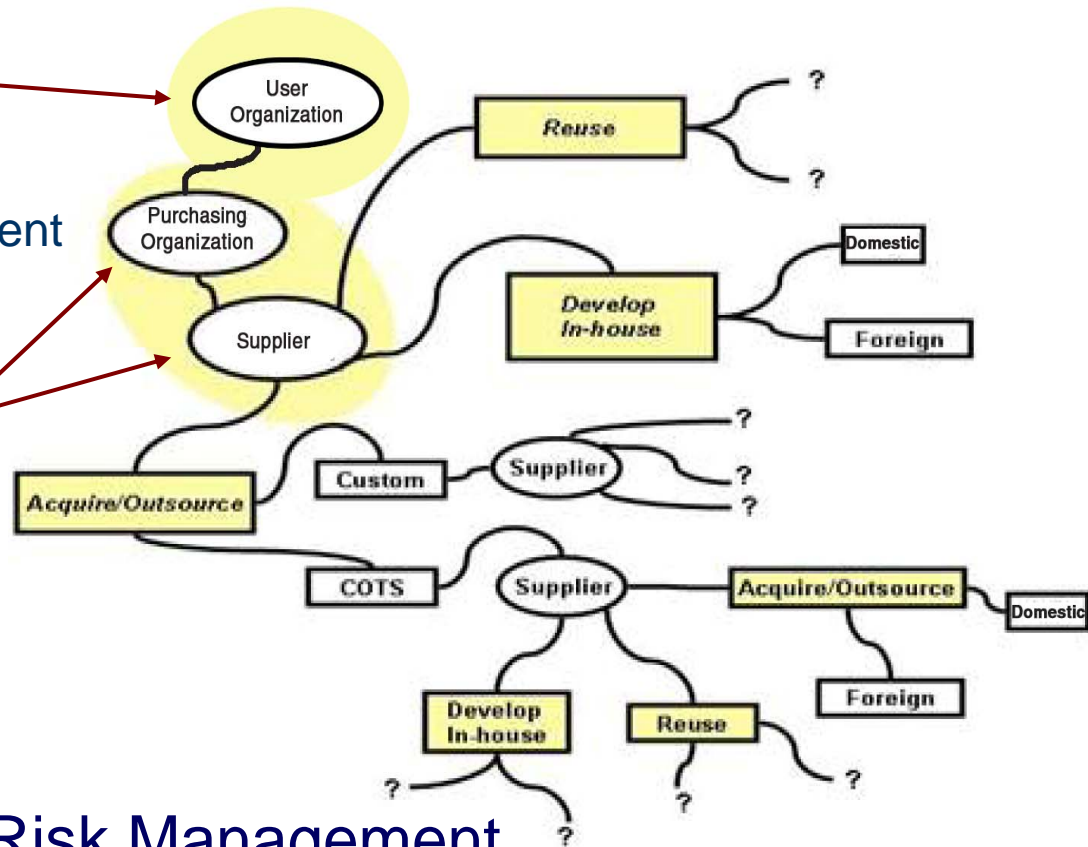 User
Organization
?
Reuse
?
Purchasing
Organization
ent
Domestic
Develop
In-house
Foreign
Supplier
?
Custom
Supplier
?
?
Acquire/Outsource
COTS
Supplier
Acquire/Outsource
Domestic
Foreign
Develop
In-house
Reuse
?
?
?
?
Risk Management